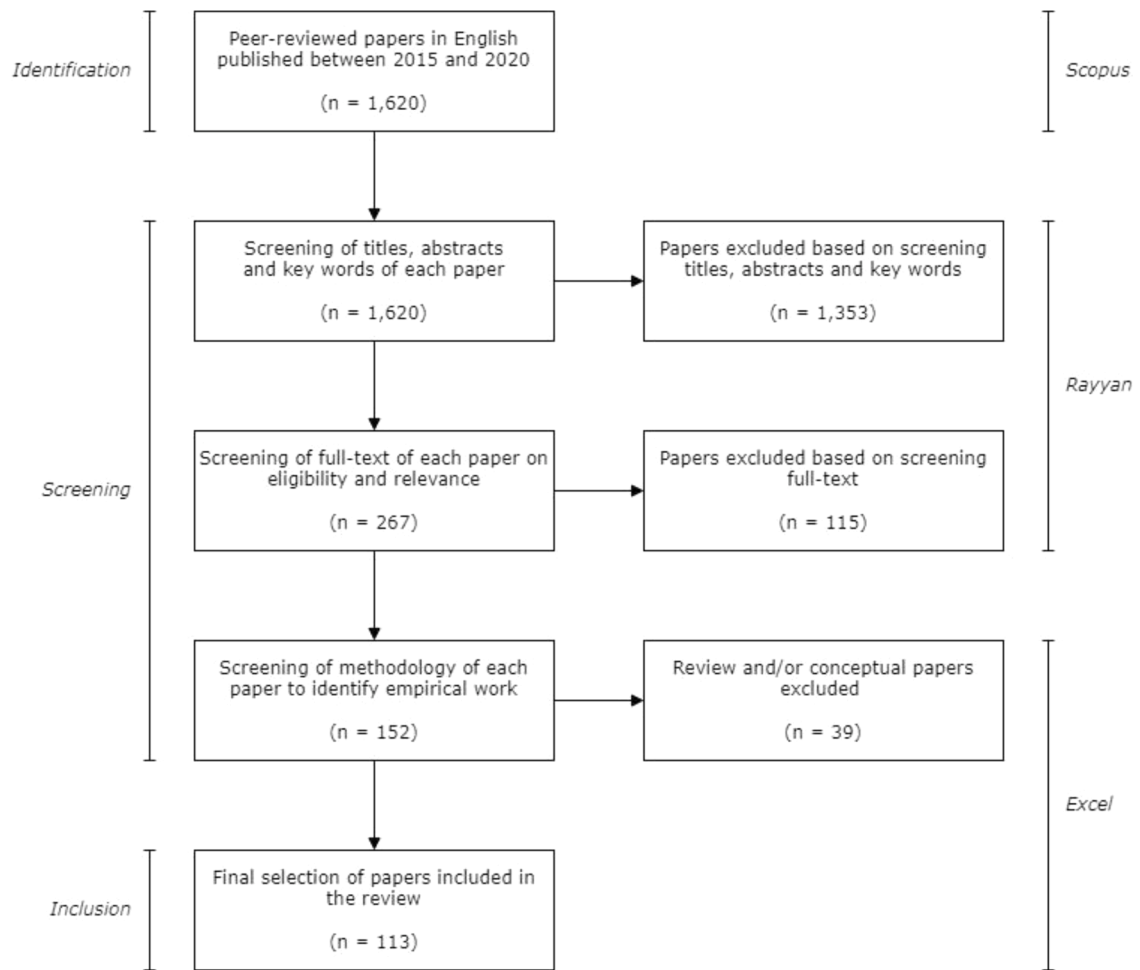 Identification
Peer-reviewed papers in English
published between 2015 and 2020
(n = 1,620)
Scopus
Screening of titles, abstracts
and key words of each paper
(n = 1,620)
Papers excluded based on screening
titles, abstracts and key words
(n = 1,353)
Rayyan
Screening
Screening of full-text of each paper on
eligibility and relevance
(n = 267)
Papers excluded based on screening
full-text
(n = 115)
Screening of methodology of each
paper to identify empirical work
(n = 152)
Review and/or conceptual papers
excluded
(n = 39)
Excel
Inclusion
Final selection of papers included in
the review
(n = 113)